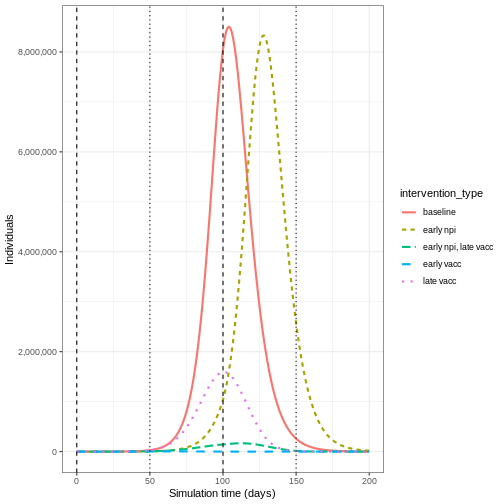 8,000,000
6,000,000
4,000,000
2,000,000
0
Individuals
0
50
100
150
200
Simulation time (days)
intervention_type
baseline
early npi
early npi, late vacc
early vacc
late vacc